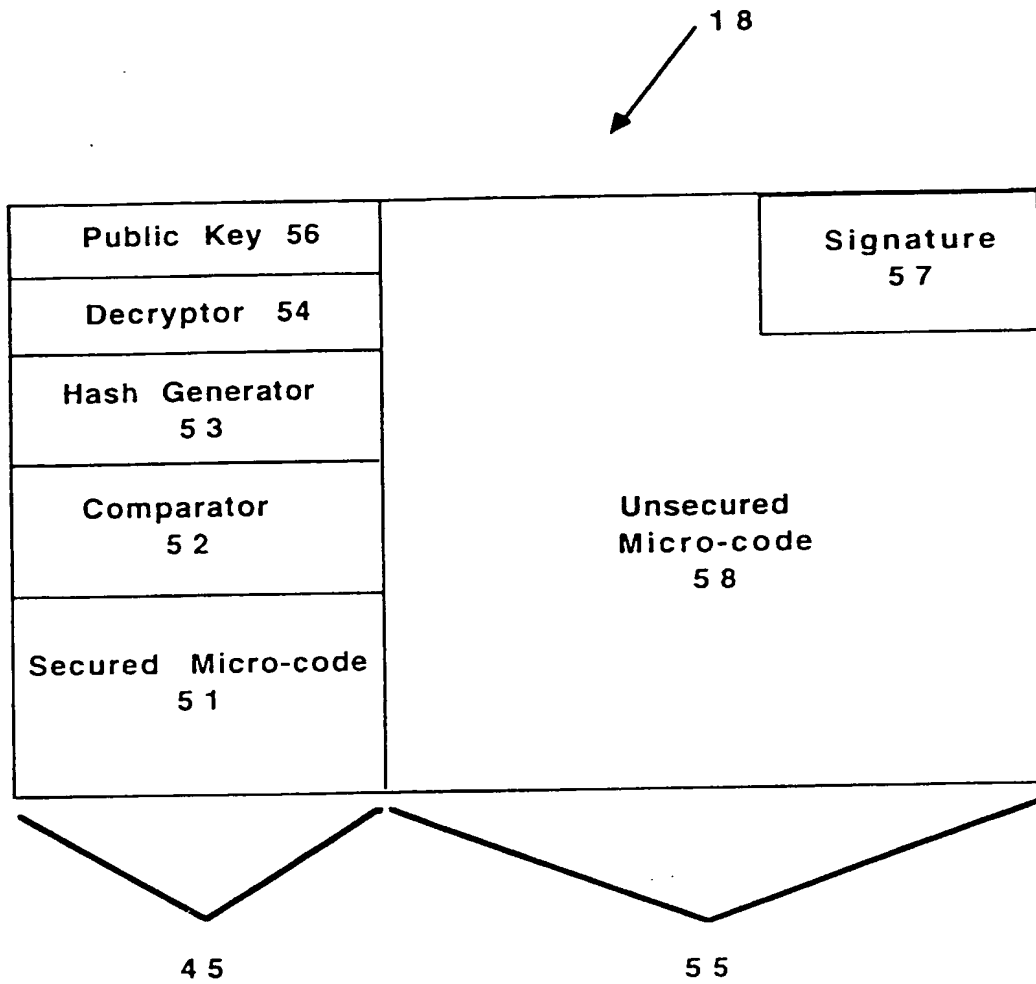 18
Public Key 56
Decryptor 54
Hash Generator
53
Comparator
52
Secured Micro-code
51
Signature
57
Unsecured
Micro-code
58
45
55